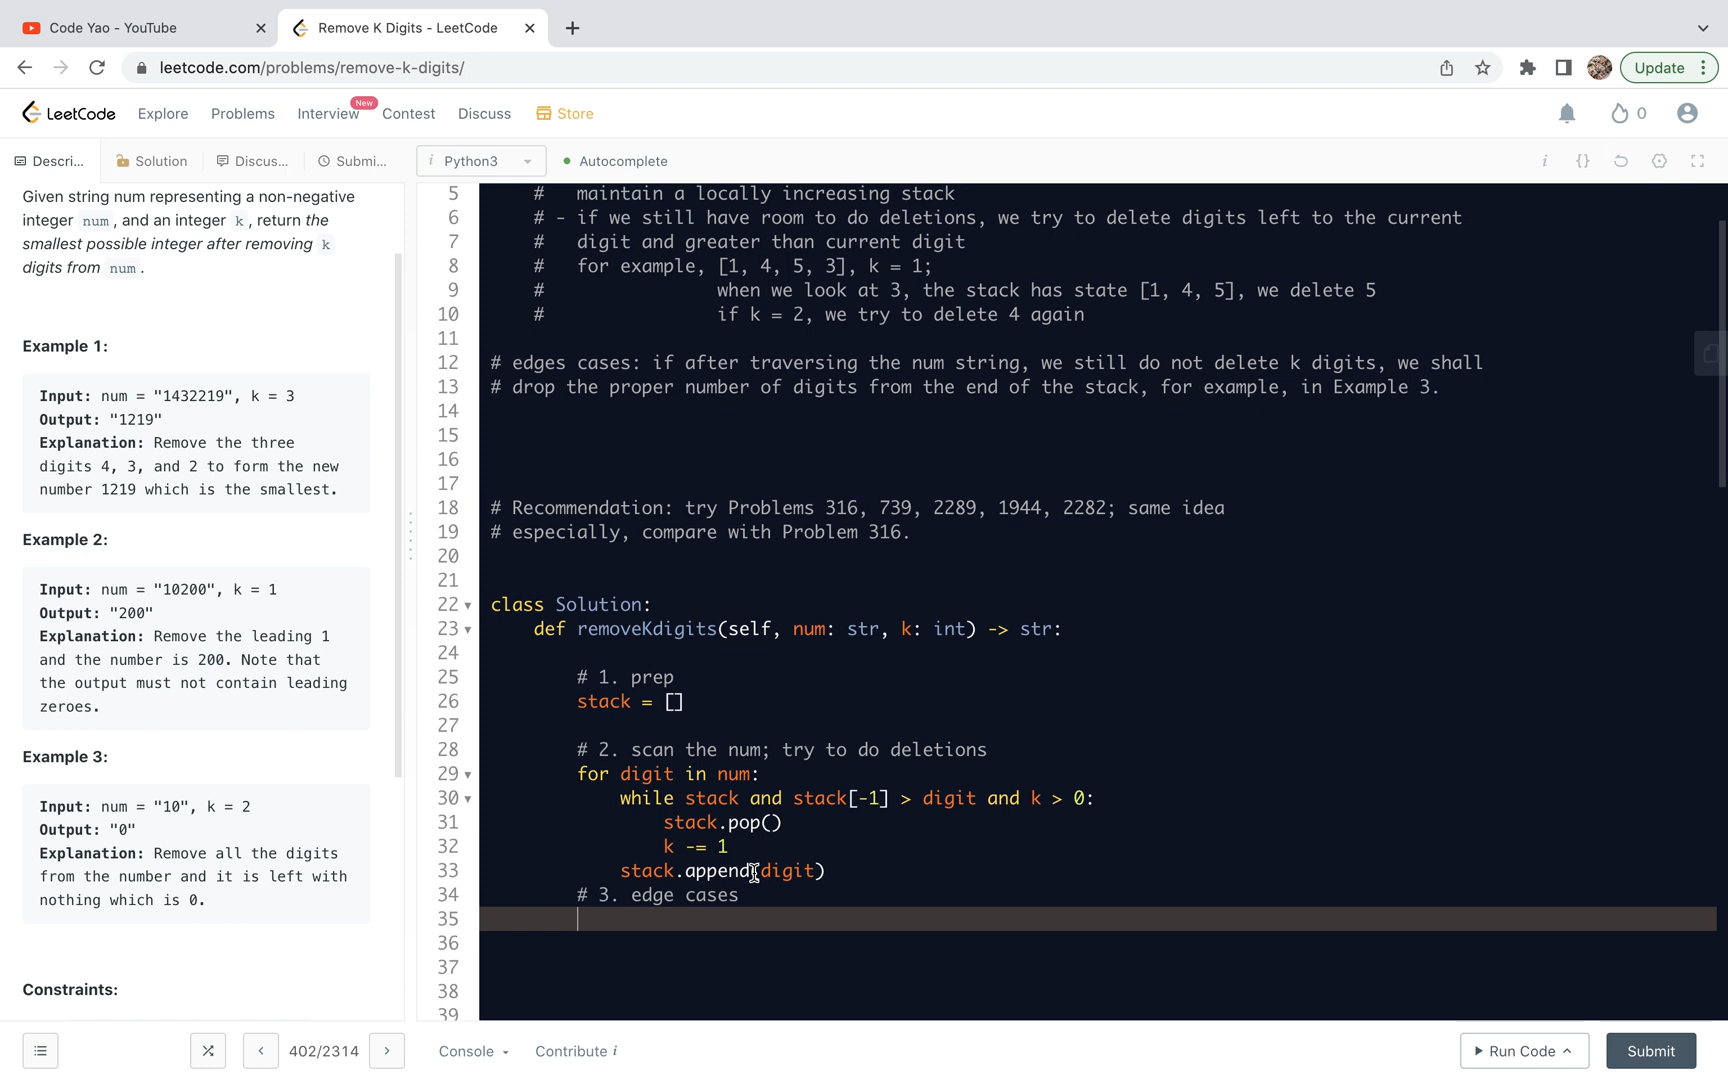 Code Yao - YouTube
Remove K Digits - LeetCode
leetcode.com/problems/remove-k-digits/
Update
LeetCode
Explore
Problems
Interview
New
Contest
Discuss
Store
0
Descri...
Solution
Discus...
Submi...
i Python3
Autocomplete
Given string num representing a non-negative
integer num , and an integer k , return the
smallest possible integer after removing k
digits from num .
Example 1:
Input: num = "1432219", k = 3
Output: "1219"
Explanation: Remove the three
digits 4, 3, and 2 to form the new
number 1219 which is the smallest.
Example 2:
Input: num = "10200", k = 1
Output: "200"
Explanation: Remove the leading 1
and the number is 200. Note that
the output must not contain leading
zeroes.
Example 3:
Input: num = "10", k = 2
Output: "0"
Explanation: Remove all the digits
from the number and it is left with
nothing which is 0.
Constraints:
5 # maintain a locally increasing stack
6 # - if we still have room to do deletions, we try to delete digits left to the current
7 # digit and greater than current digit
8 # for example, [1, 4, 5, 3], k = 1;
9 # when we look at 3, the stack has state [1, 4, 5], we delete 5
10 # if k = 2, we try to delete 4 again
11
12 # edges cases: if after traversing the num string, we still do not delete k digits, we shall
13 # drop the proper number of digits from the end of the stack, for example, in Example 3.
14
15
16
17
18 # Recommendation: try Problems 316, 739, 2289, 1944, 2282; same idea
19 # especially, compare with Problem 316.
20
21
22 class Solution:
23 def removeKdigits(self, num: str, k: int) -> str:
24
25 # 1. prep
26 stack = []
27
28 # 2. scan the num; try to do deletions
29 for digit in num:
30 while stack and stack[-1] > digit and k > 0:
31 stack.pop()
32 k -= 1
33 stack.append(digit)
34 # 3. edge cases
35
36
37
38
39
402/2314
Console
Contribute i
Run Code
Submit